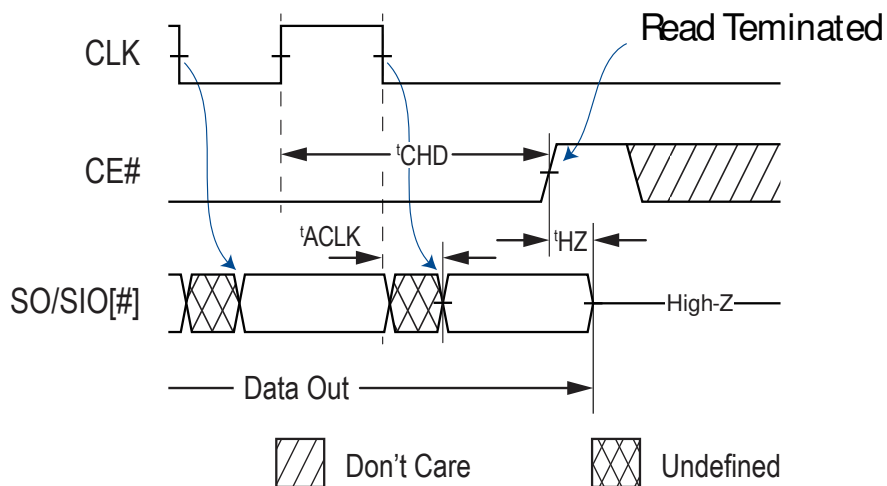 Read Teminated
CLK
tCHD
CE#
tACLK
tHZ
SO/SIO[#]
High-Z
Data Out
Don't Care
Undefined